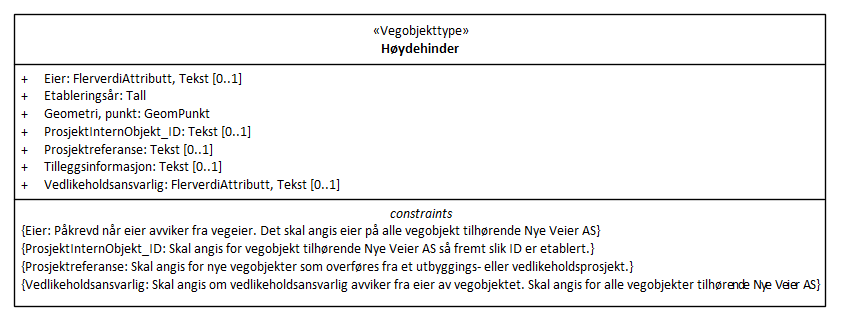 «Vegobjekttype»
Høydehinder
+ Eier: FlerverdiAttributt, Tekst [0..1]
+ Etableringsår: Tall
+ Geometri, punkt: GeomPunkt
+ ProsjektInternObjekt_ID: Tekst [0..1]
+ Prosjektreferanse: Tekst [0..1]
+ Tilleggsinformasjon: Tekst [0..1]
+ Vedlikeholdsansvarlig: FlerverdiAttributt, Tekst [0..1]
constraints
{Eier: Påkrevd når eier avviker fra vegeier. Det skal angis eier på alle vegobjekt tilhørende Nye Veier AS}
{ProsjektInternObjekt_ID: Skal angis for vegobjekt tilhørende Nye Veier AS så fremt slik ID er etablert.}
{Prosjektreferanse: Skal angis for nye vegobjekter som overføres fra et utbyggings- eller vedlikeholdsprosjekt.}
{Vedlikeholdsansvarlig: Skal angis om vedlikeholdsansvarlig avviker fra eier av vegobjektet. Skal angis for alle vegobjekter tilhørende Nye Veier AS}